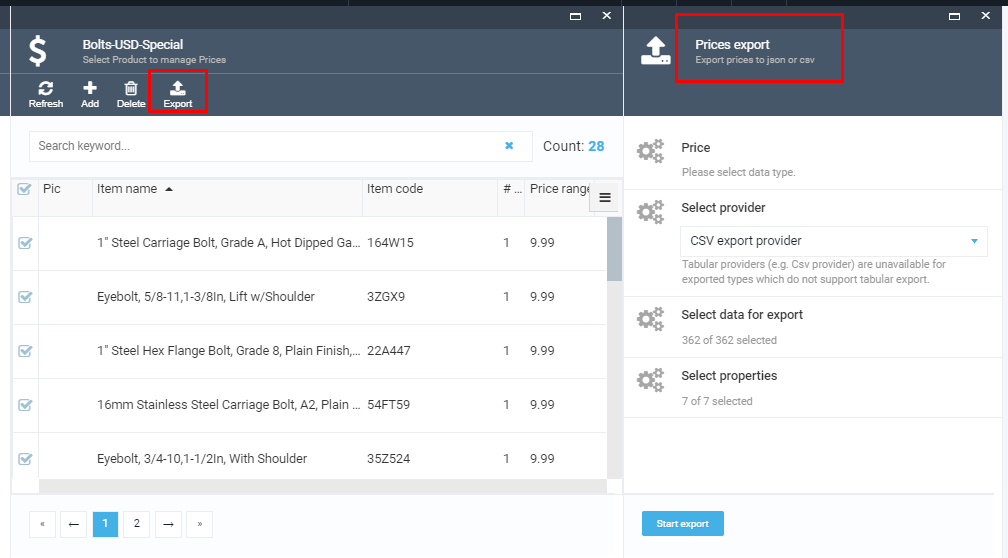 Bolts-USD-Special
Select Product to manage Prices
Refresh Add Delete Export
Search keyword... Count: 28
Pic Item name Item code # ... Price range
1" Steel Carriage Bolt, Grade A, Hot Dipped Ga... 164W15 1 9.99
Eyebolt, 5/8-11,1-3/8In, Lift w/Shoulder 3ZGX9 1 9.99
1" Steel Hex Flange Bolt, Grade 8, Plain Finish,... 22A447 1 9.99
16mm Stainless Steel Carriage Bolt, A2, Plain ... 54FT59 1 9.99
Eyebolt, 3/4-10,1-1/2In, With Shoulder 35Z524 1 9.99
« ← 1 2 → »
Prices export
Export prices to json or csv
Price
Please select data type.
Select provider
CSV export provider
Tabular providers (e.g. Csv provider) are unavailable for
exported types which do not support tabular export.
Select data for export
362 of 362 selected
Select properties
7 of 7 selected
Start export